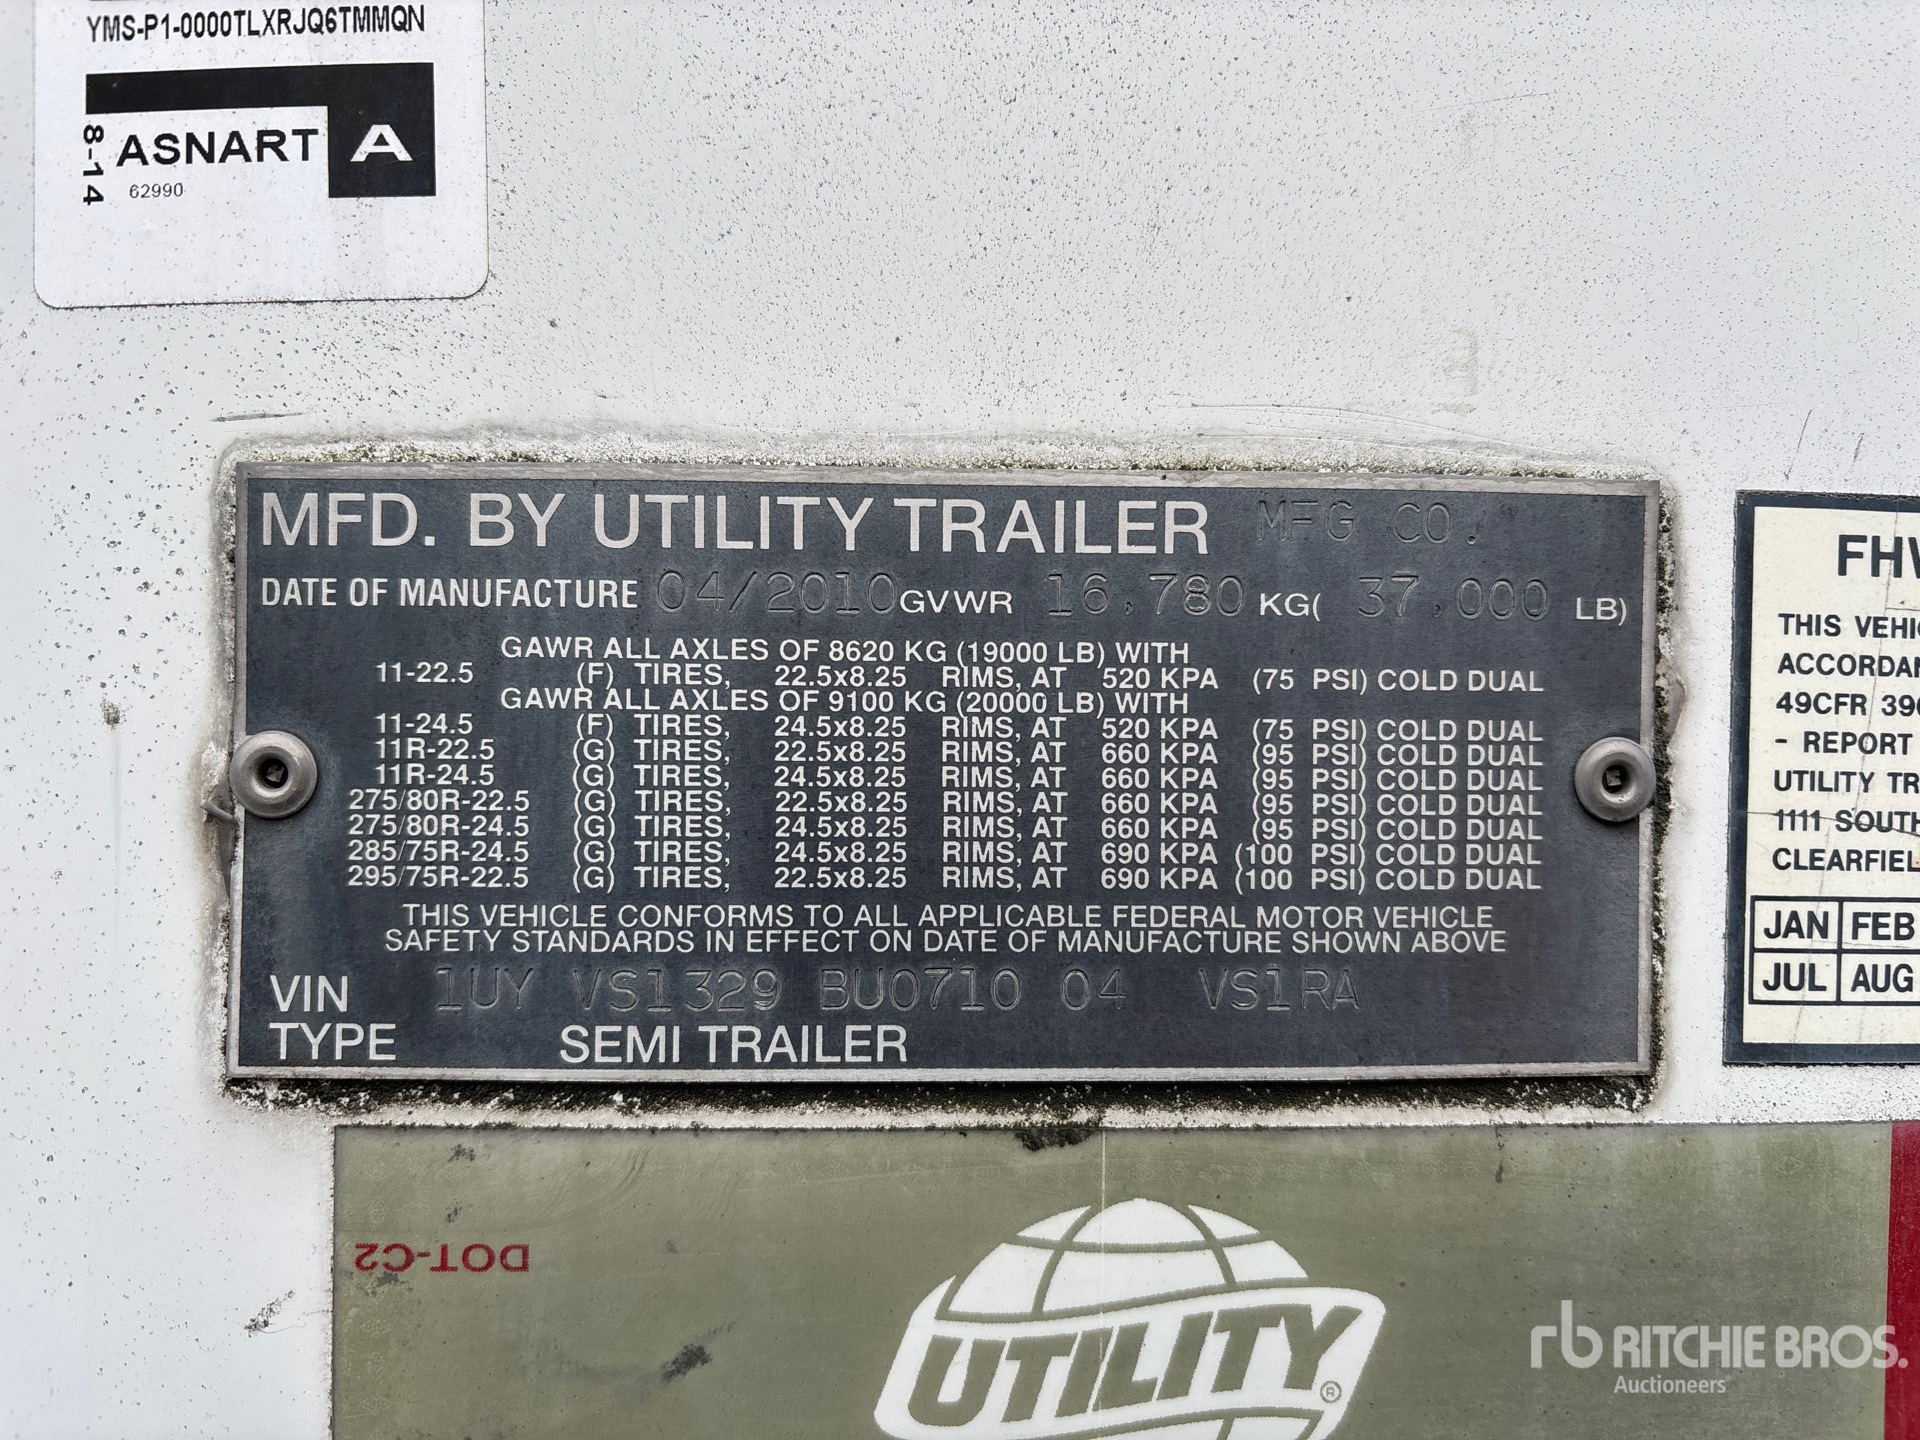 YMS-P1-0000TLXRJQ6TMMQN
8-14
ASNART A
62990
MFD. BY UTILITY TRAILER MFG CO.
DATE OF MANUFACTURE 04/2010 GVWR 16,780 KG( 37,000 LB)
GAWR ALL AXLES OF 8620 KG (19000 LB) WITH
11-22.5 (F) TIRES, 22.5x8.25 RIMS, AT 520 KPA (75 PSI) COLD DUAL
GAWR ALL AXLES OF 9100 KG (20000 LB) WITH
11-24.5 (F) TIRES, 24.5x8.25 RIMS, AT 520 KPA (75 PSI) COLD DUAL
11R-22.5 (G) TIRES, 22.5x8.25 RIMS, AT 660 KPA (95 PSI) COLD DUAL
11R-24.5 (G) TIRES, 24.5x8.25 RIMS, AT 660 KPA (95 PSI) COLD DUAL
275/80R-22.5 (G) TIRES, 22.5x8.25 RIMS, AT 660 KPA (95 PSI) COLD DUAL
275/80R-24.5 (G) TIRES, 24.5x8.25 RIMS, AT 660 KPA (95 PSI) COLD DUAL
285/75R-24.5 (G) TIRES, 24.5x8.25 RIMS, AT 690 KPA (100 PSI) COLD DUAL
295/75R-22.5 (G) TIRES, 22.5x8.25 RIMS, AT 690 KPA (100 PSI) COLD DUAL
THIS VEHICLE CONFORMS TO ALL APPLICABLE FEDERAL MOTOR VEHICLE
SAFETY STANDARDS IN EFFECT ON DATE OF MANUFACTURE SHOWN ABOVE
VIN 1UY VS1329 BU0710 04 VS1RA
TYPE SEMI TRAILER
THIS
49CFR
- REPORT
UTILITY
1111 SOUTH
JAN FEB
JUL AUG
DOT-C2
UTILITY ®
rb RITCHIE BROS.
Auctioneers